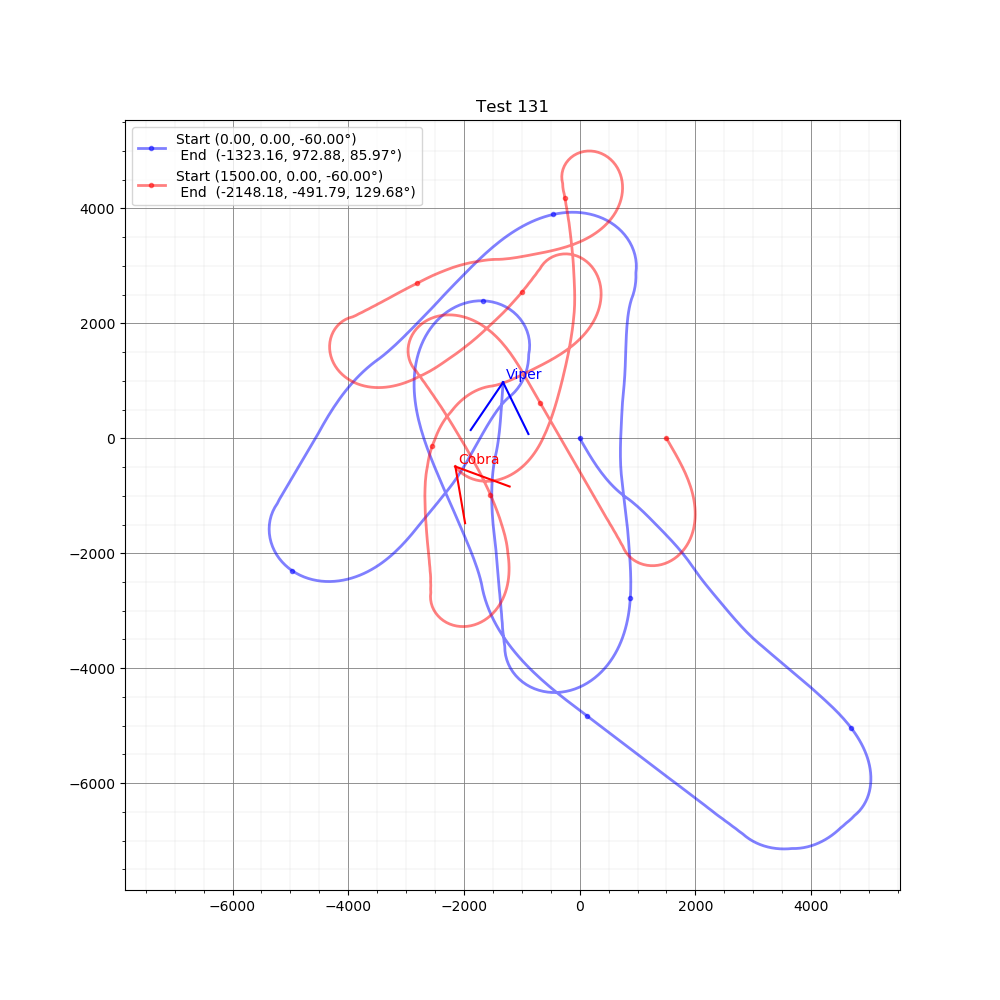 Test 131
Start (0.00, 0.00, -60.00°)
End  (-1323.16, 972.88, 85.97°)
Start (1500.00, 0.00, -60.00°)
End  (-2148.18, -491.79, 129.68°)
4000
2000
Viper
0
Cobra
−2000
−4000
−6000
−6000 −4000 −2000 0 2000 4000